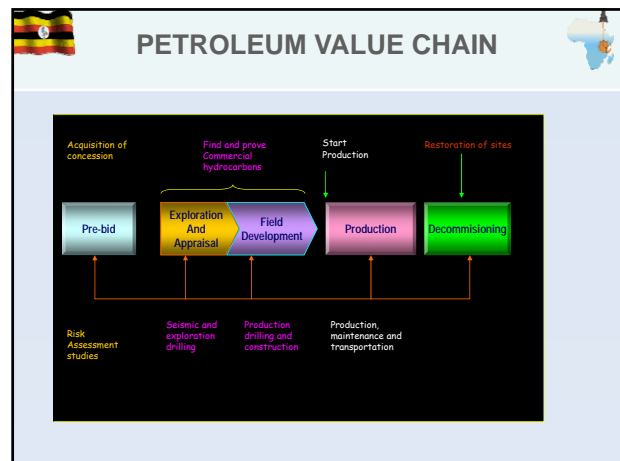 PETROLEUM VALUE CHAIN
Acquisition of
concession
Find and prove
Commercial
hydrocarbons
Start
Production
Restoration of sites
Pre-bid
Exploration
And
Appraisal
Field
Development
Production
Decommisioning
Risk
Assessment
studies
Seismic and
exploration
drilling
Production
drilling and
construction
Production,
maintenance and
transportation